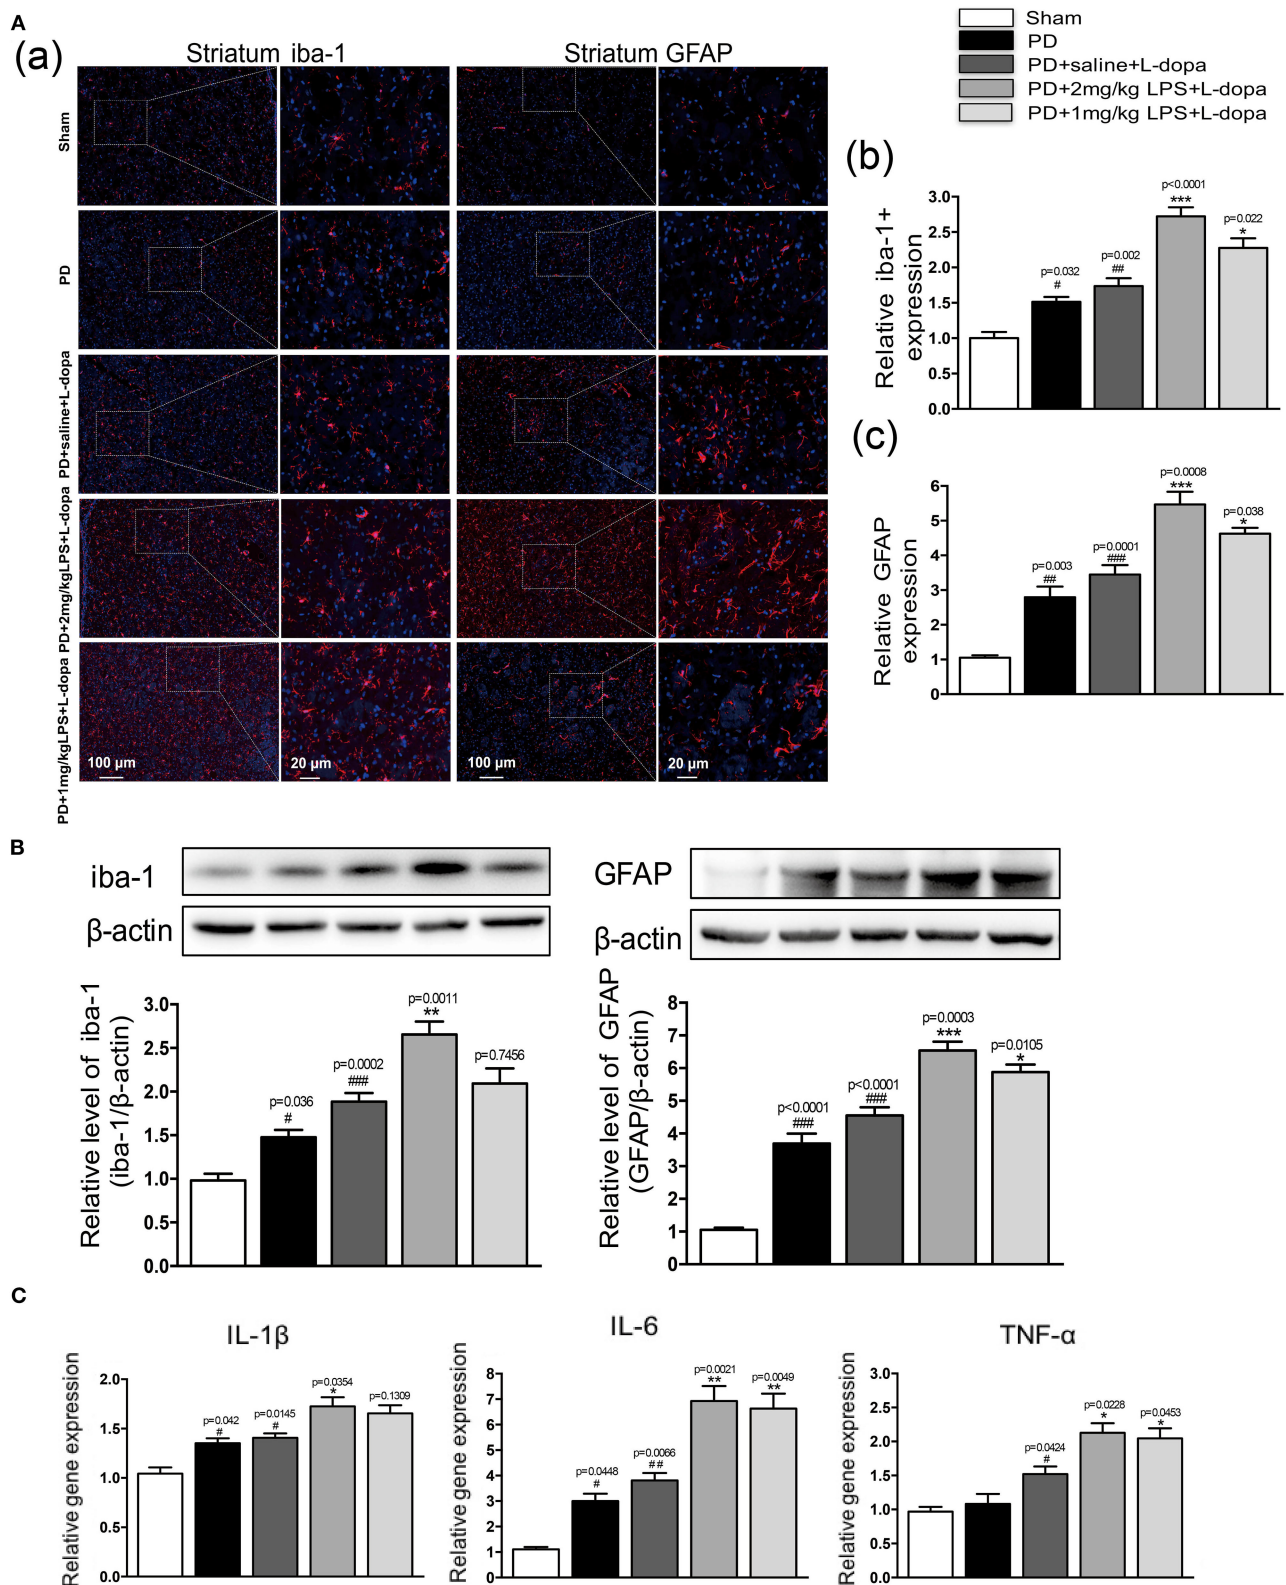 A
(a)
Striatum iba-1
Striatum GFAP
Sham
PD
PD+saline+L-dopa
PD+2mg/kgLPS+L-dopa
PD+1mg/kgLPS+L-dopa
100 µm
20 µm
100 µm
20 µm
Sham
PD
PD+saline+L-dopa
PD+2mg/kg LPS+L-dopa
PD+1mg/kg LPS+L-dopa
(b)
Relative iba-1+
expression
3.0
2.5
2.0
1.5
1.0
0.5
0.0
p=0.032
#
p=0.002
##
p<0.0001
***
p=0.022
*
(c)
Relative GFAP
expression
6
5
4
3
2
1
0
p=0.003
##
p=0.0001
###
p=0.0008
***
p=0.038
*
B
iba-1
β-actin
Relative level of iba-1
(iba-1/β-actin)
3.0
2.5
2.0
1.5
1.0
0.5
0.0
p=0.036
#
p=0.0002
###
p=0.0011
**
p=0.7456
GFAP
β-actin
Relative level of GFAP
(GFAP/β-actin)
8
7
6
5
4
3
2
1
0
p<0.0001
###
p<0.0001
###
p=0.0003
***
p=0.0105
*
C
IL-1β
Relative gene expression
2.0
1.5
1.0
0.5
0.0
p=0.042
#
p=0.0145
#
p=0.0354
*
p=0.1309
IL-6
Relative gene expression
8
7
6
5
4
3
2
1
0
p=0.0448
#
p=0.0066
##
p=0.0021
**
p=0.0049
**
TNF-α
Relative gene expression
3.0
2.5
2.0
1.5
1.0
0.5
0.0
p=0.0424
#
p=0.0228
*
p=0.0453
*